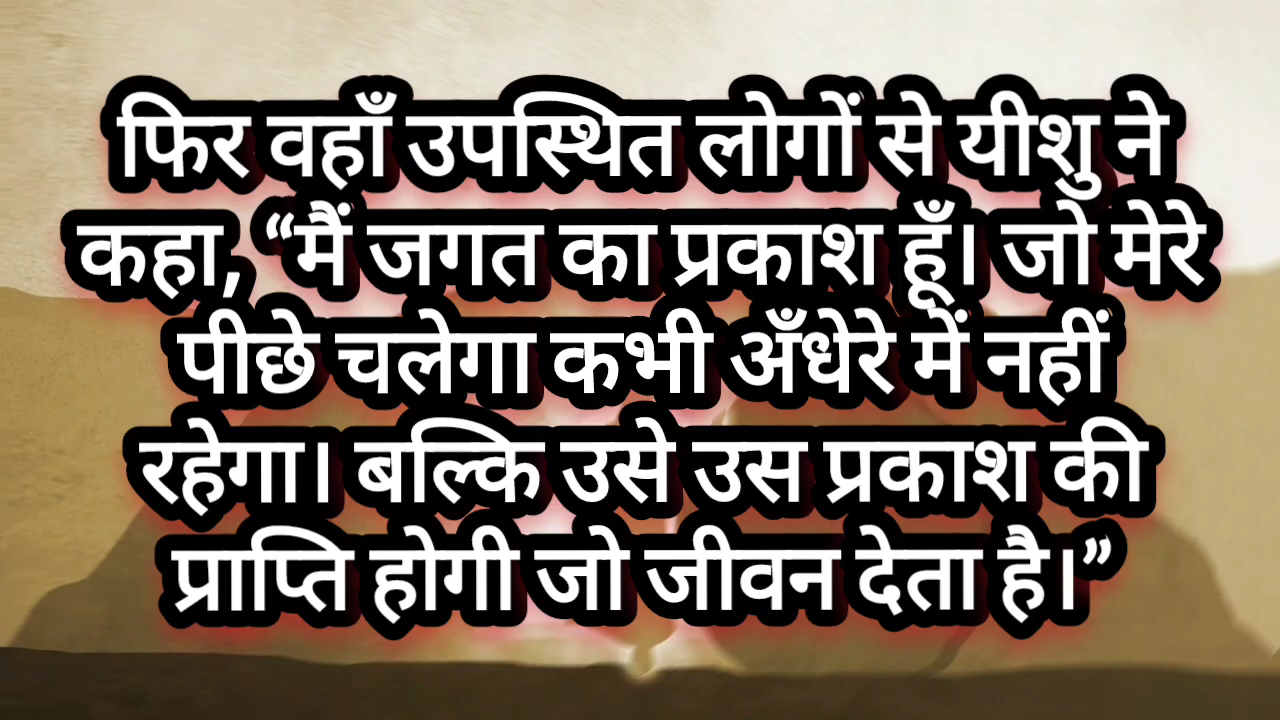 फिर वहाँ उपस्थित लोगों से यीशु ने
कहा, “मैं जगत का प्रकाश हूँ। जो मेरे
पीछे चलेगा कभी अँधेरे में नहीं
रहेगा। बल्कि उसे उस प्रकाश की
प्राप्ति होगी जो जीवन देता है।”